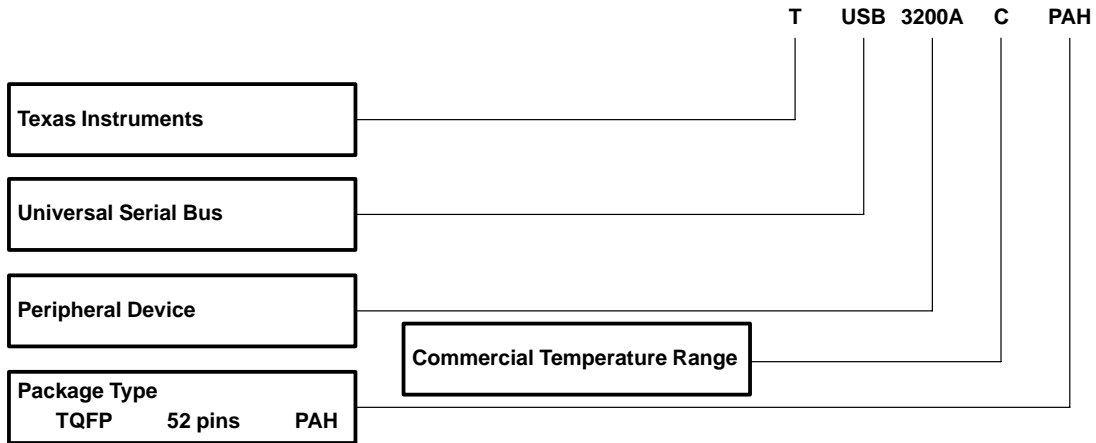 T USB 3200A C PAH
Texas Instruments
Universal Serial Bus
Peripheral Device
Commercial Temperature Range
Package Type
TQFP 52 pins PAH